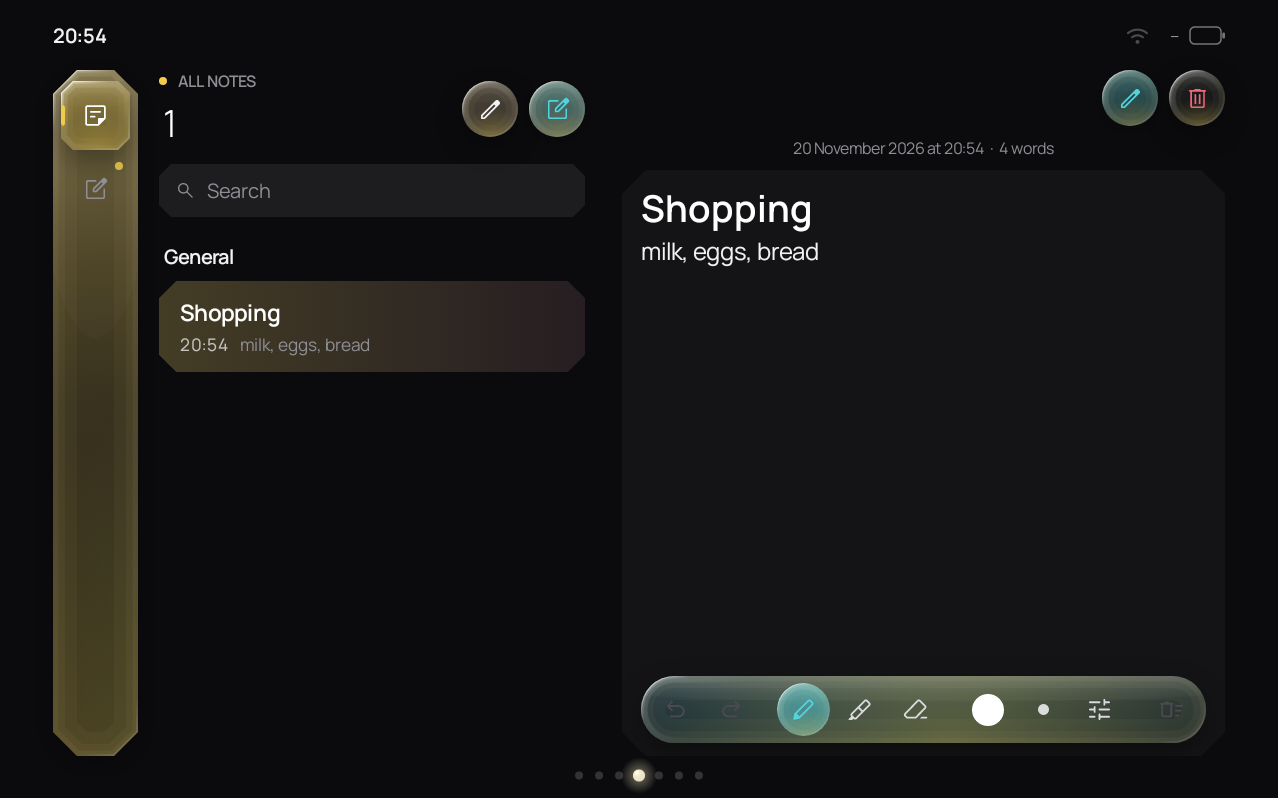 20:54
–
ALL NOTES
1
Search
General
Shopping
20:54 milk, eggs, bread
20 November 2026 at 20:54 · 4 words
Shopping
milk, eggs, bread